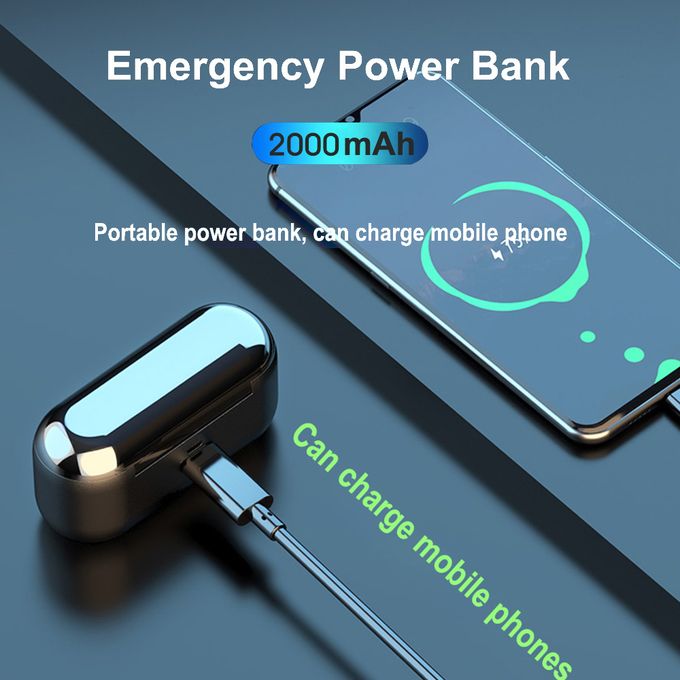 Emergency Power Bank
2000mAh
Portable power bank, can charge mobile phone
Can charge mobile phones